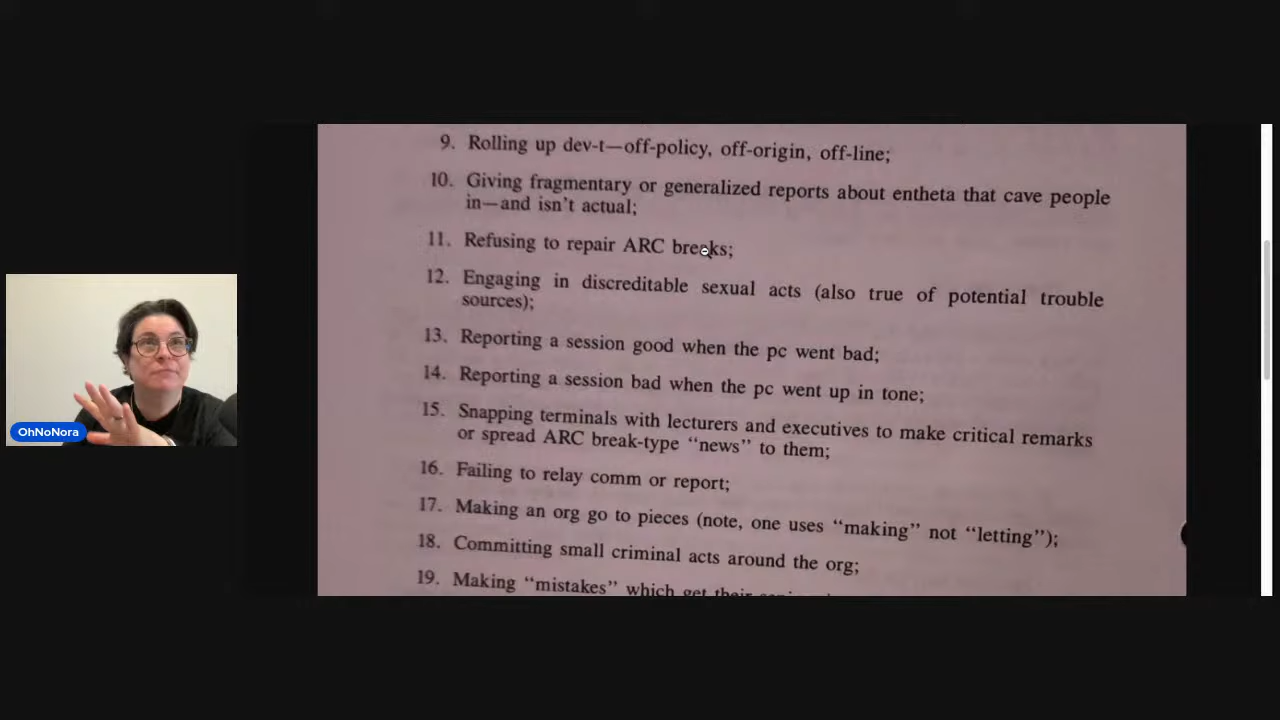 9. Rolling up dev-t—off-policy, off-origin, off-line;
10. Giving fragmentary or generalized reports about entheta that cave people
in—and isn't actual;
11. Refusing to repair ARC breaks;
12. Engaging in discreditable sexual acts (also true of potential trouble
sources);
13. Reporting a session good when the pc went bad;
14. Reporting a session bad when the pc went up in tone;
15. Snapping terminals with lecturers and executives to make critical remarks
or spread ARC break-type “news” to them;
16. Failing to relay comm or report;
17. Making an org go to pieces (note, one uses “making” not “letting”);
18. Committing small criminal acts around the org;
19. Making “mistakes” which get their
OhNoNora